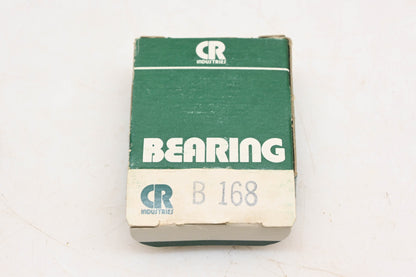 CR
INDUSTRIES
BEARING
CR
INDUSTRIES
B 168